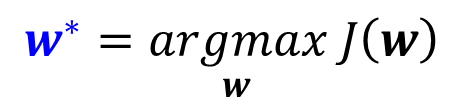 w* = argmax J(w)
w